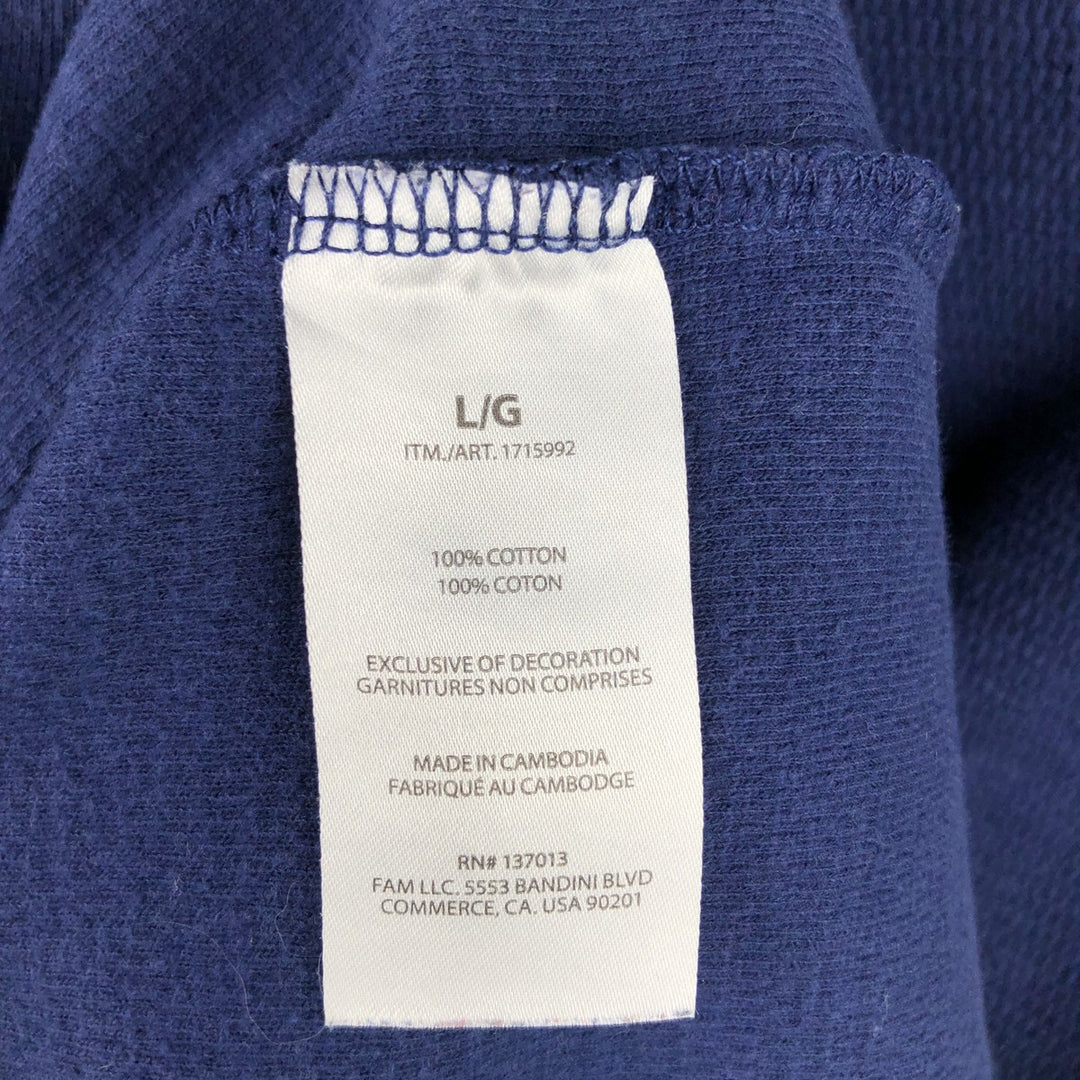 L/G
ITM./ART. 1715992
100% COTTON
100% COTON
EXCLUSIVE OF DECORATION
GARNITURES NON COMPRISES
MADE IN CAMBODIA
FABRIQUÉ AU CAMBODGE
RN# 137013
FAM LLC. 5553 BANDINI BLVD
COMMERCE, CA. USA 90201